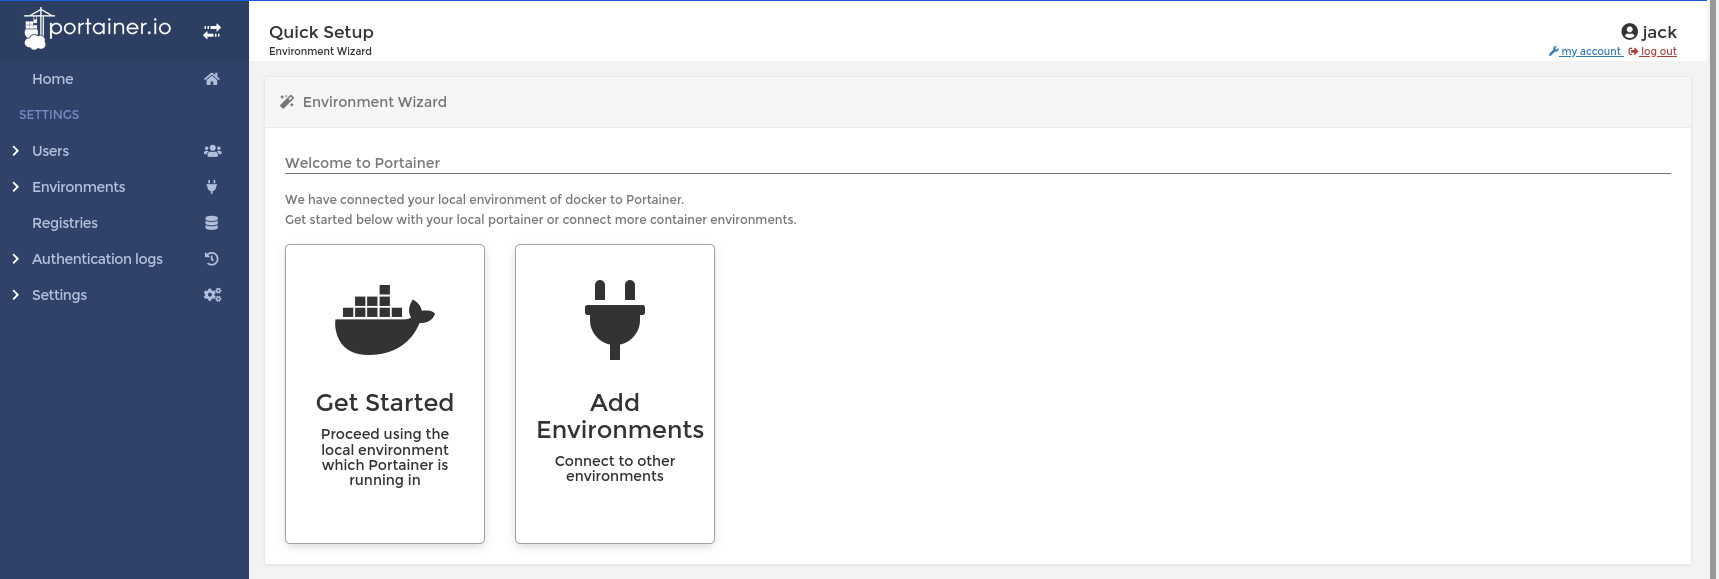 portainer.io
Home
SETTINGS
Users
Environments
Registries
Authentication logs
Settings
Quick Setup
Environment Wizard
jack
my account log out
Environment Wizard
Welcome to Portainer
We have connected your local environment of docker to Portainer.
Get started below with your local portainer or connect more container environments.
Get Started
Proceed using the
local environment
which Portainer is
running in
Add
Environments
Connect to other
environments